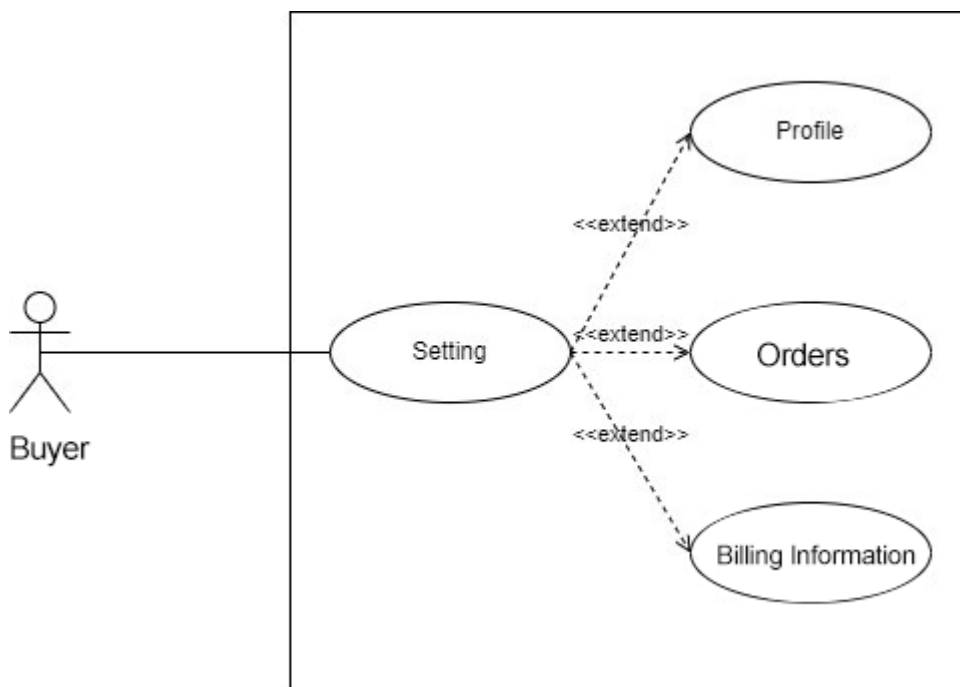 Profile
<<extend>>
Setting
<<extend>>
Orders
Buyer
<<extend>>
Billing Information